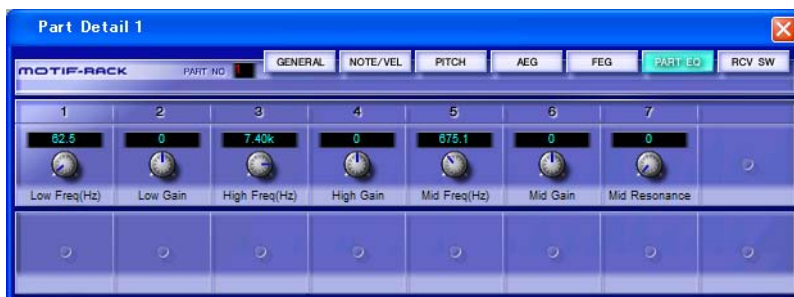 Part Detail 1
MOTIF-RACK PART NO 1 GENERAL NOTE/VEL PITCH AEG FEG PART EQ RCV SW
1 2 3 4 5 6 7
62.5 0 7.40k 0 675.1 0 0
Low Freq(Hz) Low Gain High Freq(Hz) High Gain Mid Freq(Hz) Mid Gain Mid Resonance